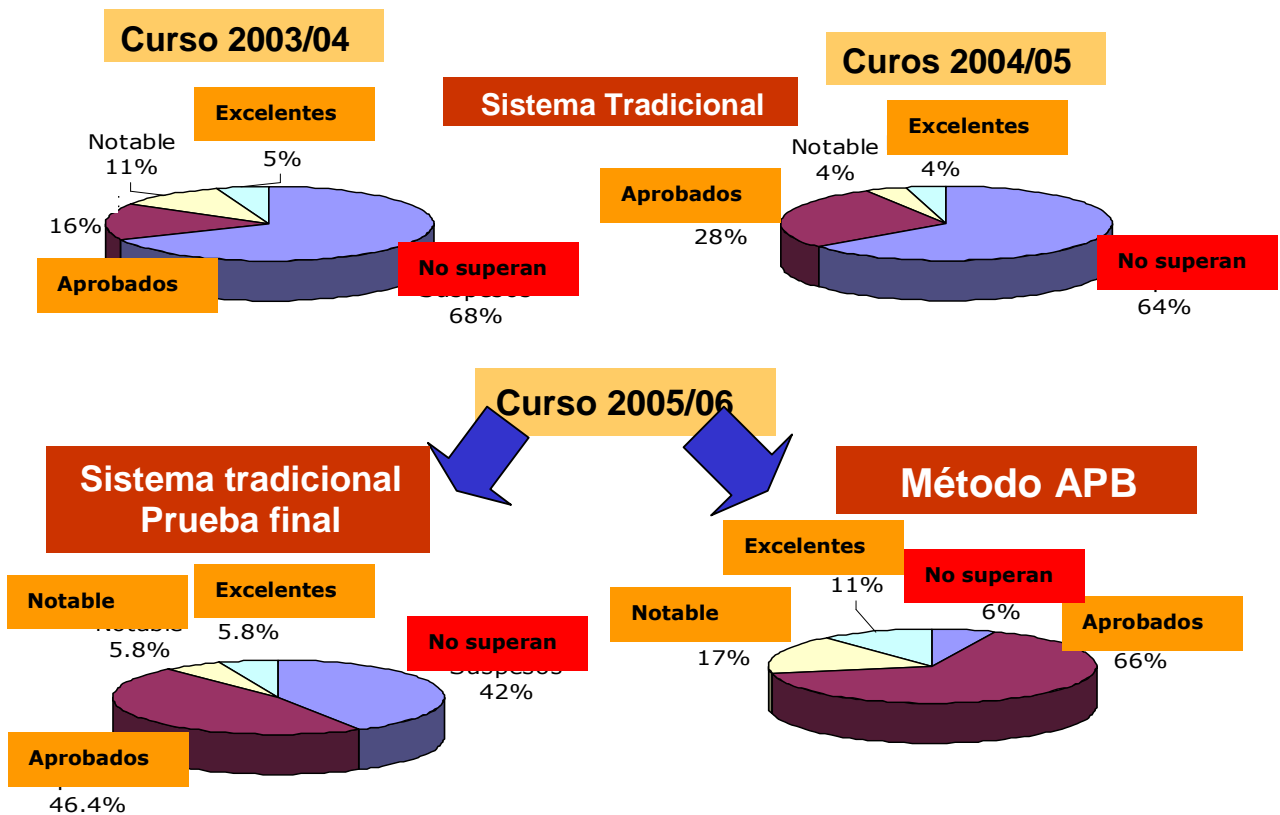 Curso 2003/04
Curos 2004/05
Sistema Tradicional
Excelentes
5%
Notable
11%
16%
Aprobados
No superan
68%
Excelentes
4%
Notable
4%
Aprobados
28%
No superan
64%
Curso 2005/06
Sistema tradicional
Prueba final
Método APB
Notable
5.8%
Excelentes
5.8%
No superan
Suspesos
42%
Aprobados
46.4%
Excelentes
11%
No superan
6%
Notable
17%
Aprobados
66%